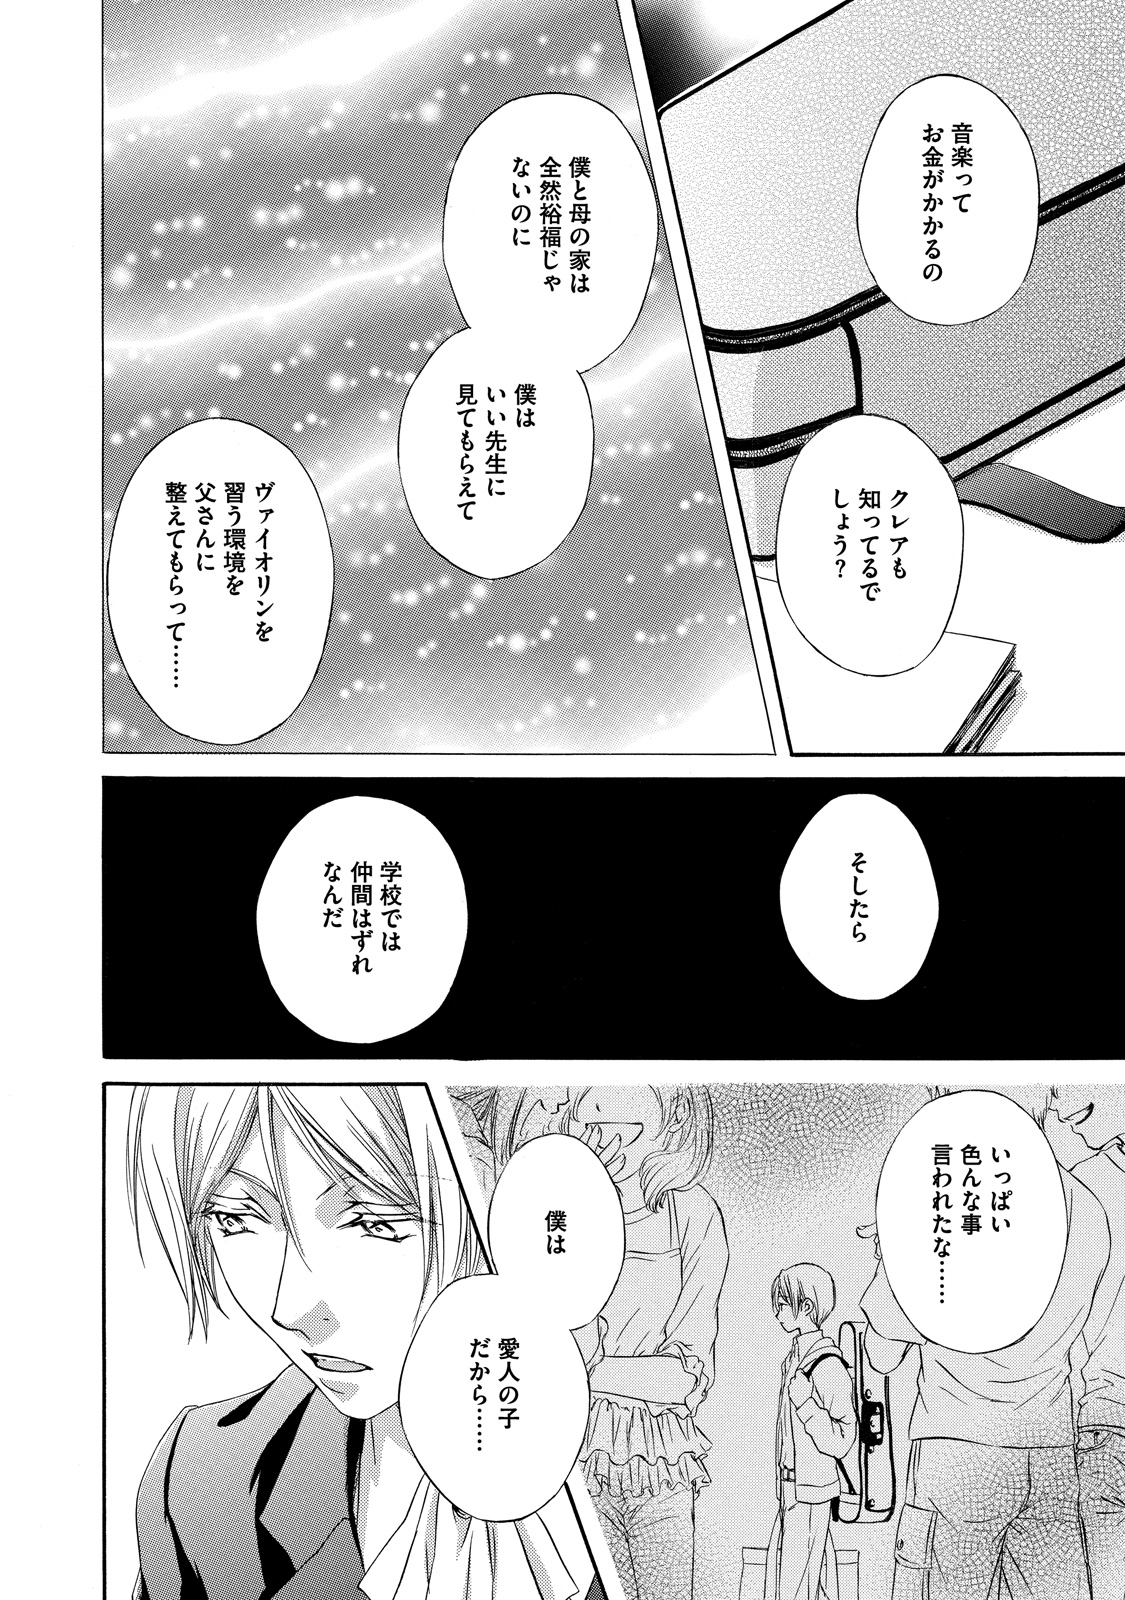 音楽って
お金がかかるの
クレアも
知ってるで
しょう?
僕と母の家は
全然裕福じゃ
ないのに
僕は
いい先生に
見てもらえて
ヴァイオリンを
習う環境を
父さんに
整えてもらって……
そしたら
学校では
仲間はずれ
なんだ
いっぱい
色んな事
言われたな……
僕は
愛人の子
だから……